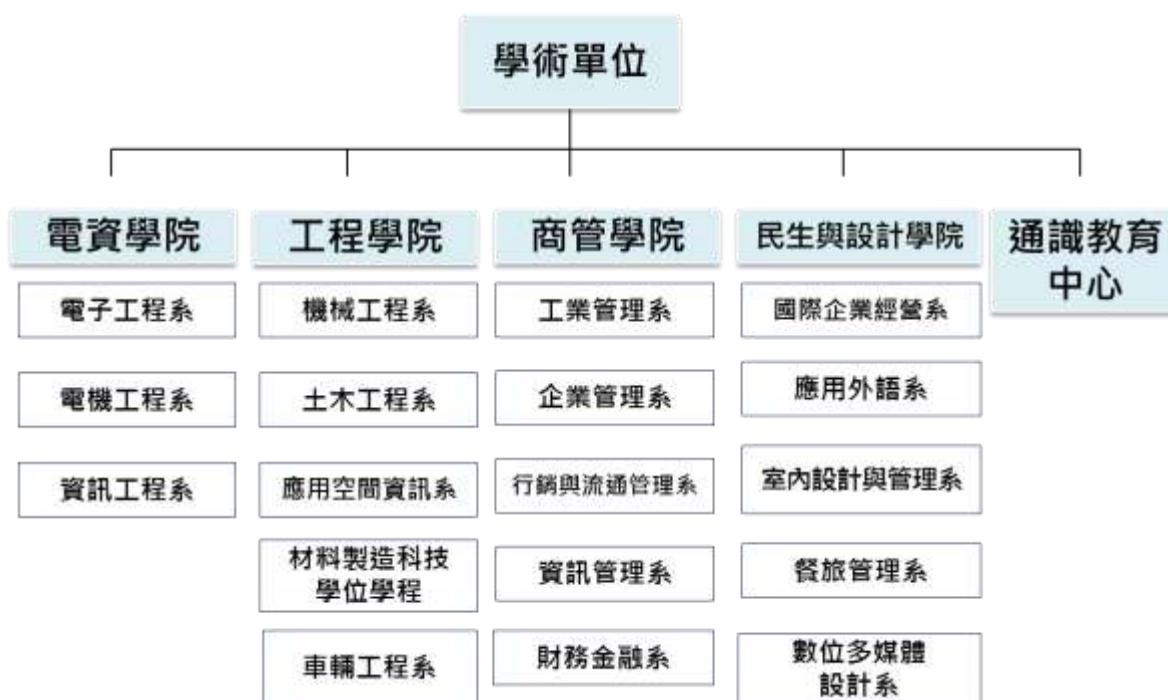 學術單位
電資學院
電子工程系
電機工程系
資訊工程系
工程學院
機械工程系
土木工程系
應用空間資訊系
材料製造科技
學位學程
車輛工程系
商管學院
工業管理系
企業管理系
行銷與流通管理系
資訊管理系
財務金融系
民生與設計學院
國際企業經營系
應用外語系
室內設計與管理系
餐旅管理系
數位多媒體
設計系
通識教育
中心